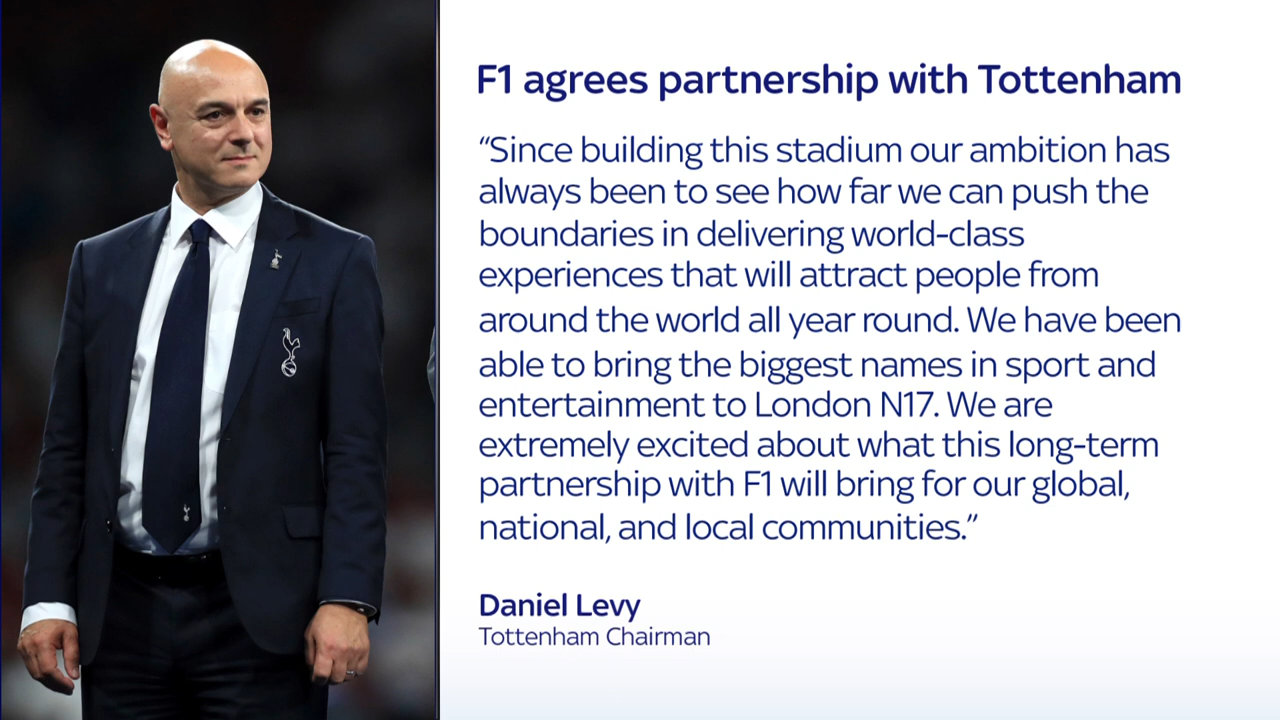 F1 agrees partnership with Tottenham
“Since building this stadium our ambition has
always been to see how far we can push the
boundaries in delivering world-class
experiences that will attract people from
around the world all year round. We have been
able to bring the biggest names in sport and
entertainment to London N17. We are
extremely excited about what this long-term
partnership with F1 will bring for our global,
national, and local communities.”
Daniel Levy
Tottenham Chairman